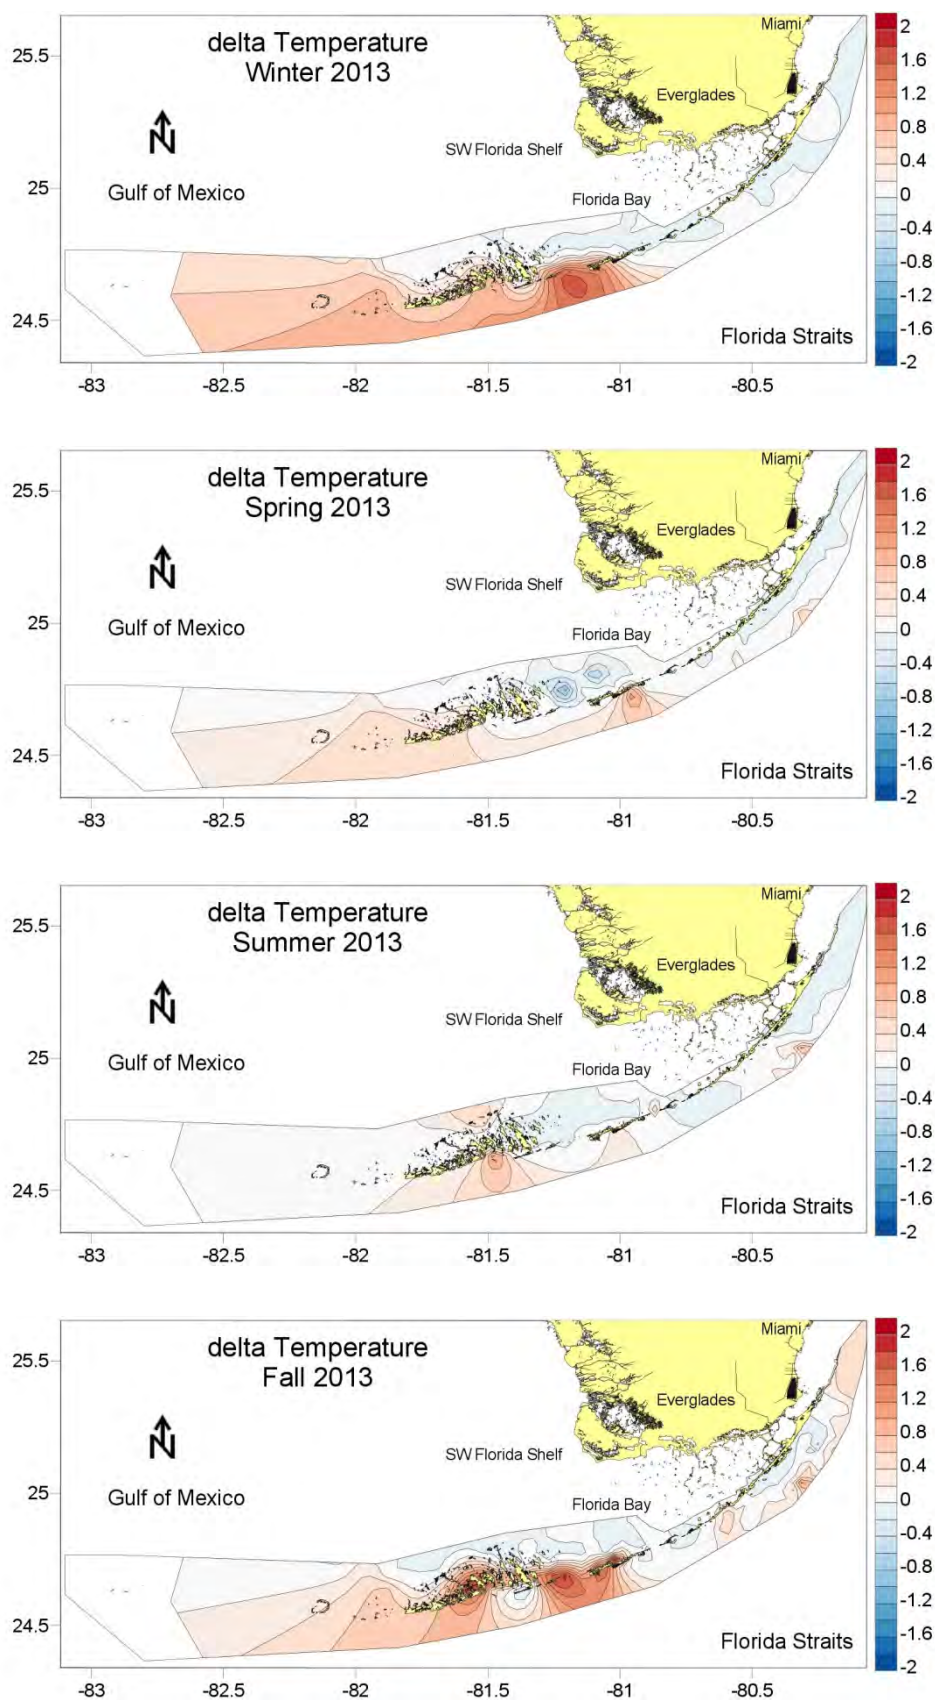 delta Temperature
Winter 2013
Miami
Everglades
SW Florida Shelf
N
Gulf of Mexico
Florida Bay
Florida Straits
25.5
25
24.5
-83
-82.5
-82
-81.5
-81
-80.5
2
1.6
1.2
0.8
0.4
0
-0.4
-0.8
-1.2
-1.6
-2
delta Temperature
Spring 2013
Miami
Everglades
SW Florida Shelf
N
Gulf of Mexico
Florida Bay
Florida Straits
25.5
25
24.5
-83
-82.5
-82
-81.5
-81
-80.5
2
1.6
1.2
0.8
0.4
0
-0.4
-0.8
-1.2
-1.6
-2
delta Temperature
Summer 2013
Miami
Everglades
SW Florida Shelf
N
Gulf of Mexico
Florida Bay
Florida Straits
25.5
25
24.5
-83
-82.5
-82
-81.5
-81
-80.5
2
1.6
1.2
0.8
0.4
0
-0.4
-0.8
-1.2
-1.6
-2
delta Temperature
Fall 2013
Miami
Everglades
SW Florida Shelf
N
Gulf of Mexico
Florida Bay
Florida Straits
25.5
25
24.5
-83
-82.5
-82
-81.5
-81
-80.5
2
1.6
1.2
0.8
0.4
0
-0.4
-0.8
-1.2
-1.6
-2